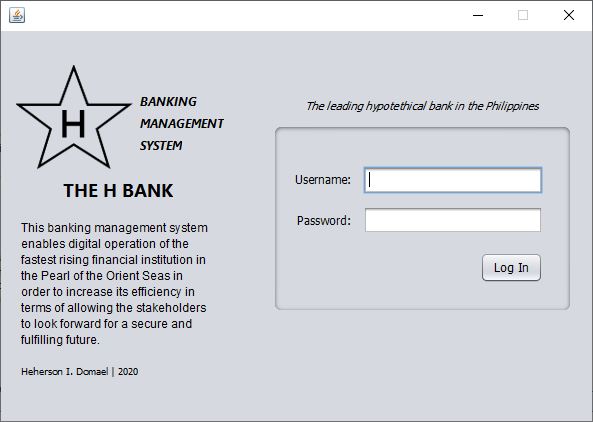 H
BANKING
MANAGEMENT
SYSTEM
THE H BANK
This banking management system
enables digital operation of the
fastest rising financial institution in
the Pearl of the Orient Seas in
order to increase its efficiency in
terms of allowing the stakeholders
to look forward for a secure and
fulfilling future.
Heherson I. Domael | 2020
The leading hypotethical bank in the Philippines
Username:
Password:
Log In